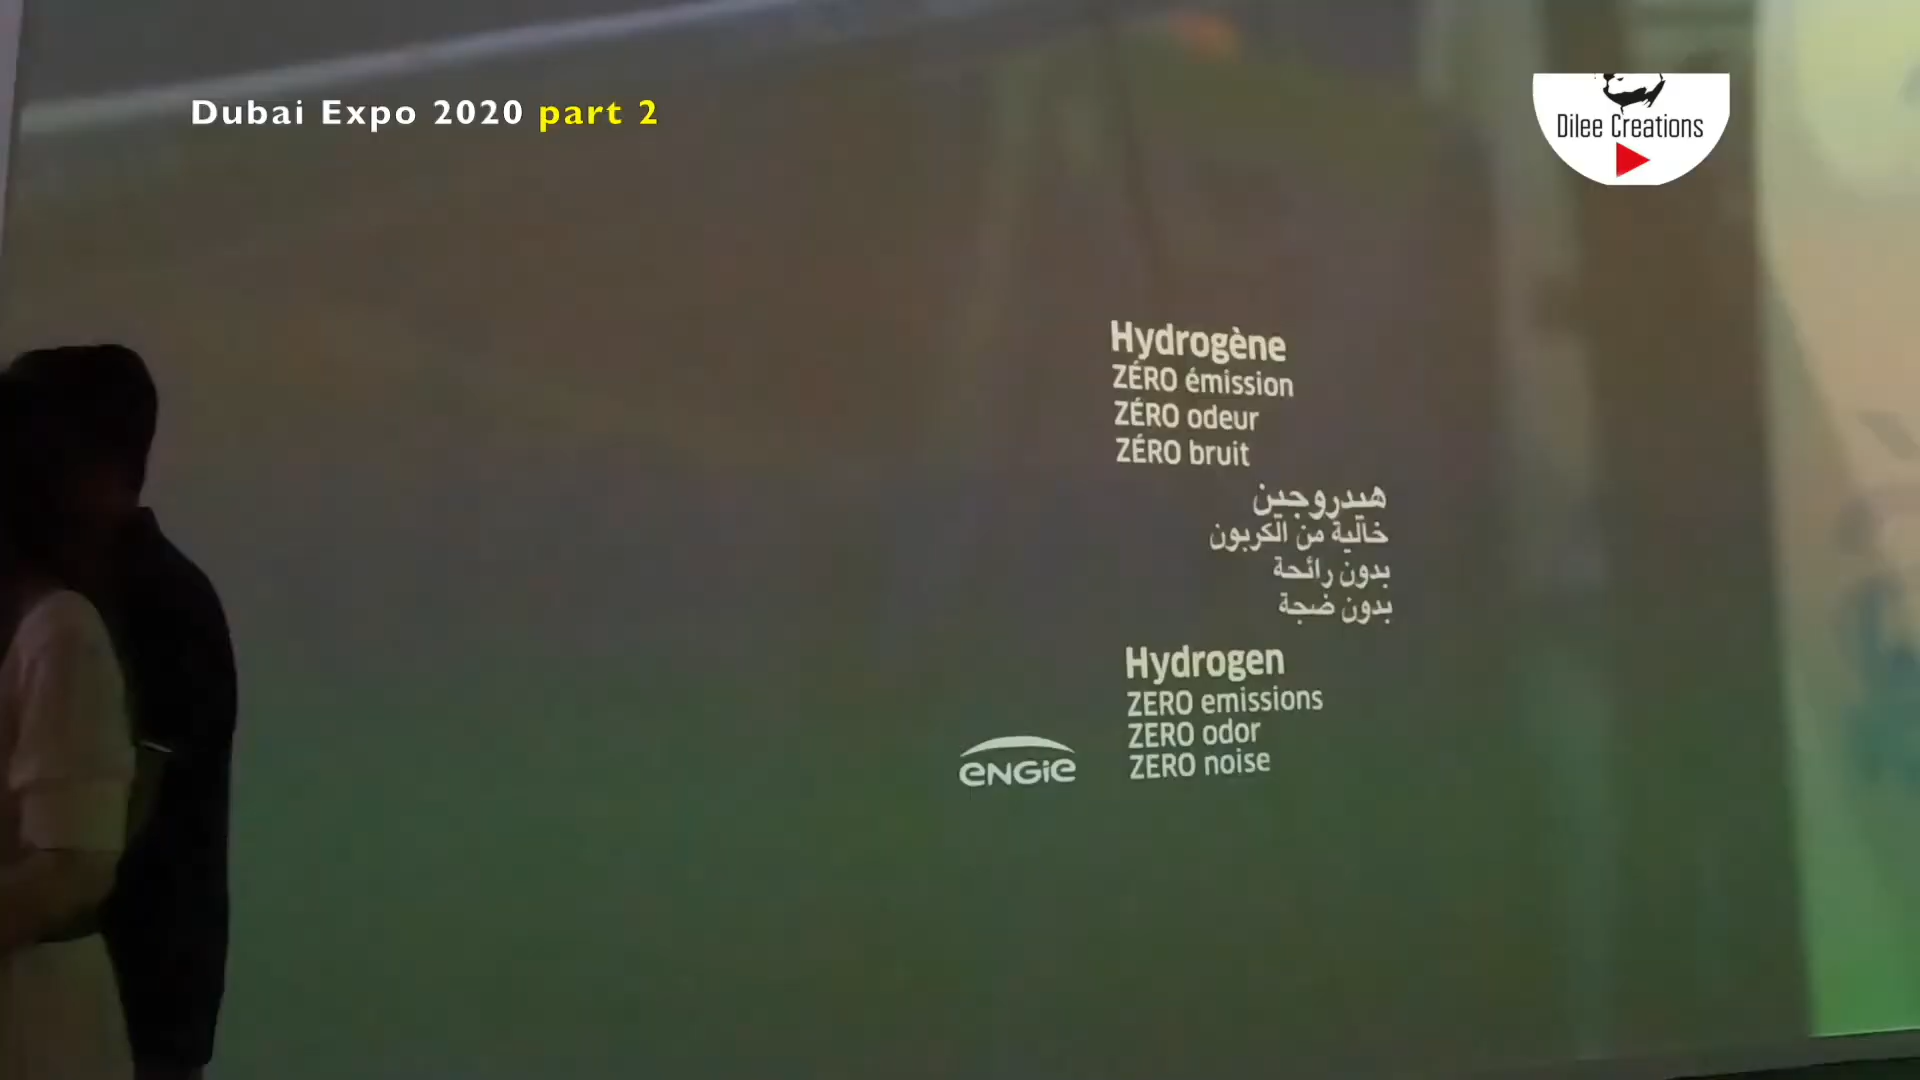 Dubai Expo 2020 part 2
Dilee Creations
Hydrogène
ZÉRO émission
ZÉRO odeur
ZÉRO bruit
هيدروجين
خالية من الكربون
بدون رائحة
بدون ضجة
Hydrogen
ZERO emissions
ZERO odor
ZERO noise
ENGIE